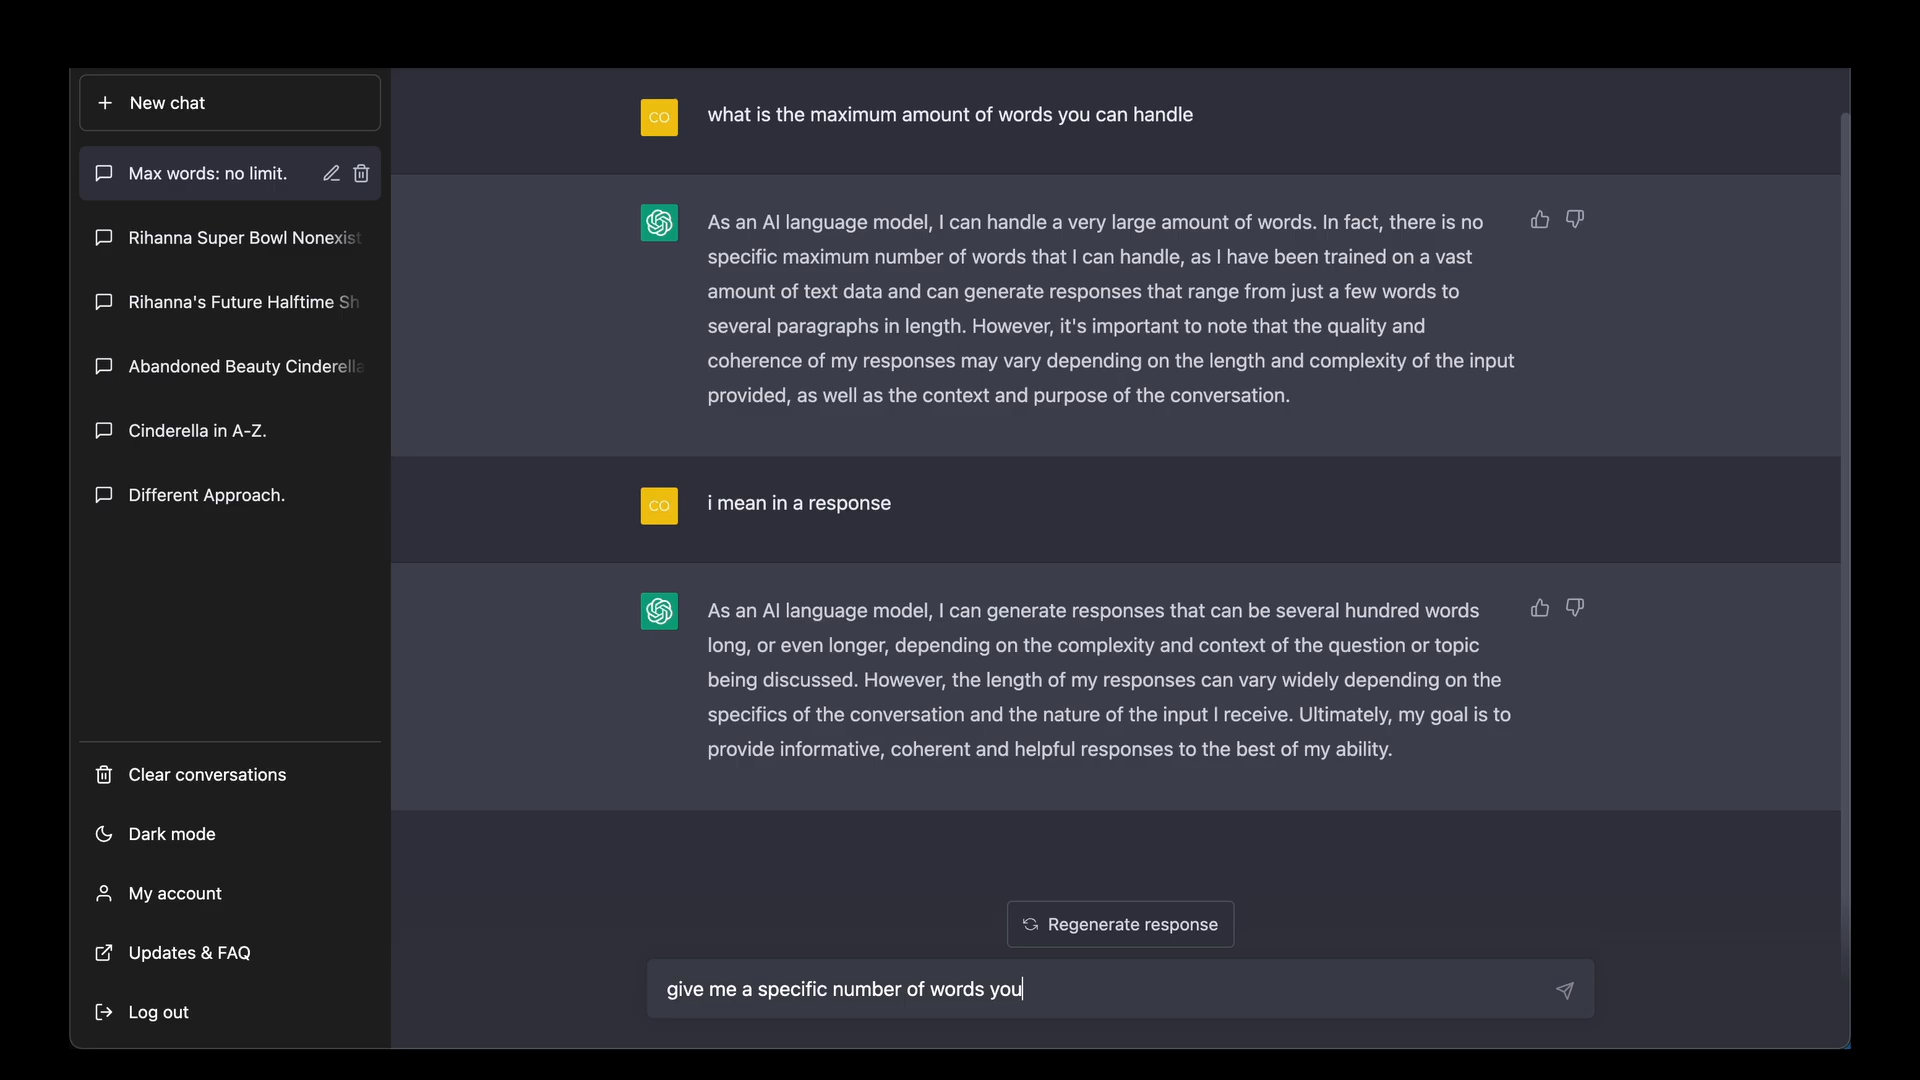 New chat
Max words: no limit.
Rihanna Super Bowl Nonexist
Rihanna's Future Halftime Sh
Abandoned Beauty Cinderella
Cinderella in A-Z.
Different Approach.
Clear conversations
Dark mode
My account
Updates & FAQ
Log out
CO
what is the maximum amount of words you can handle
As an AI language model, I can handle a very large amount of words. In fact, there is no
specific maximum number of words that I can handle, as I have been trained on a vast
amount of text data and can generate responses that range from just a few words to
several paragraphs in length. However, it's important to note that the quality and
coherence of my responses may vary depending on the length and complexity of the input
provided, as well as the context and purpose of the conversation.
CO
i mean in a response
As an AI language model, I can generate responses that can be several hundred words
long, or even longer, depending on the complexity and context of the question or topic
being discussed. However, the length of my responses can vary widely depending on the
specifics of the conversation and the nature of the input I receive. Ultimately, my goal is to
provide informative, coherent and helpful responses to the best of my ability.
Regenerate response
give me a specific number of words you